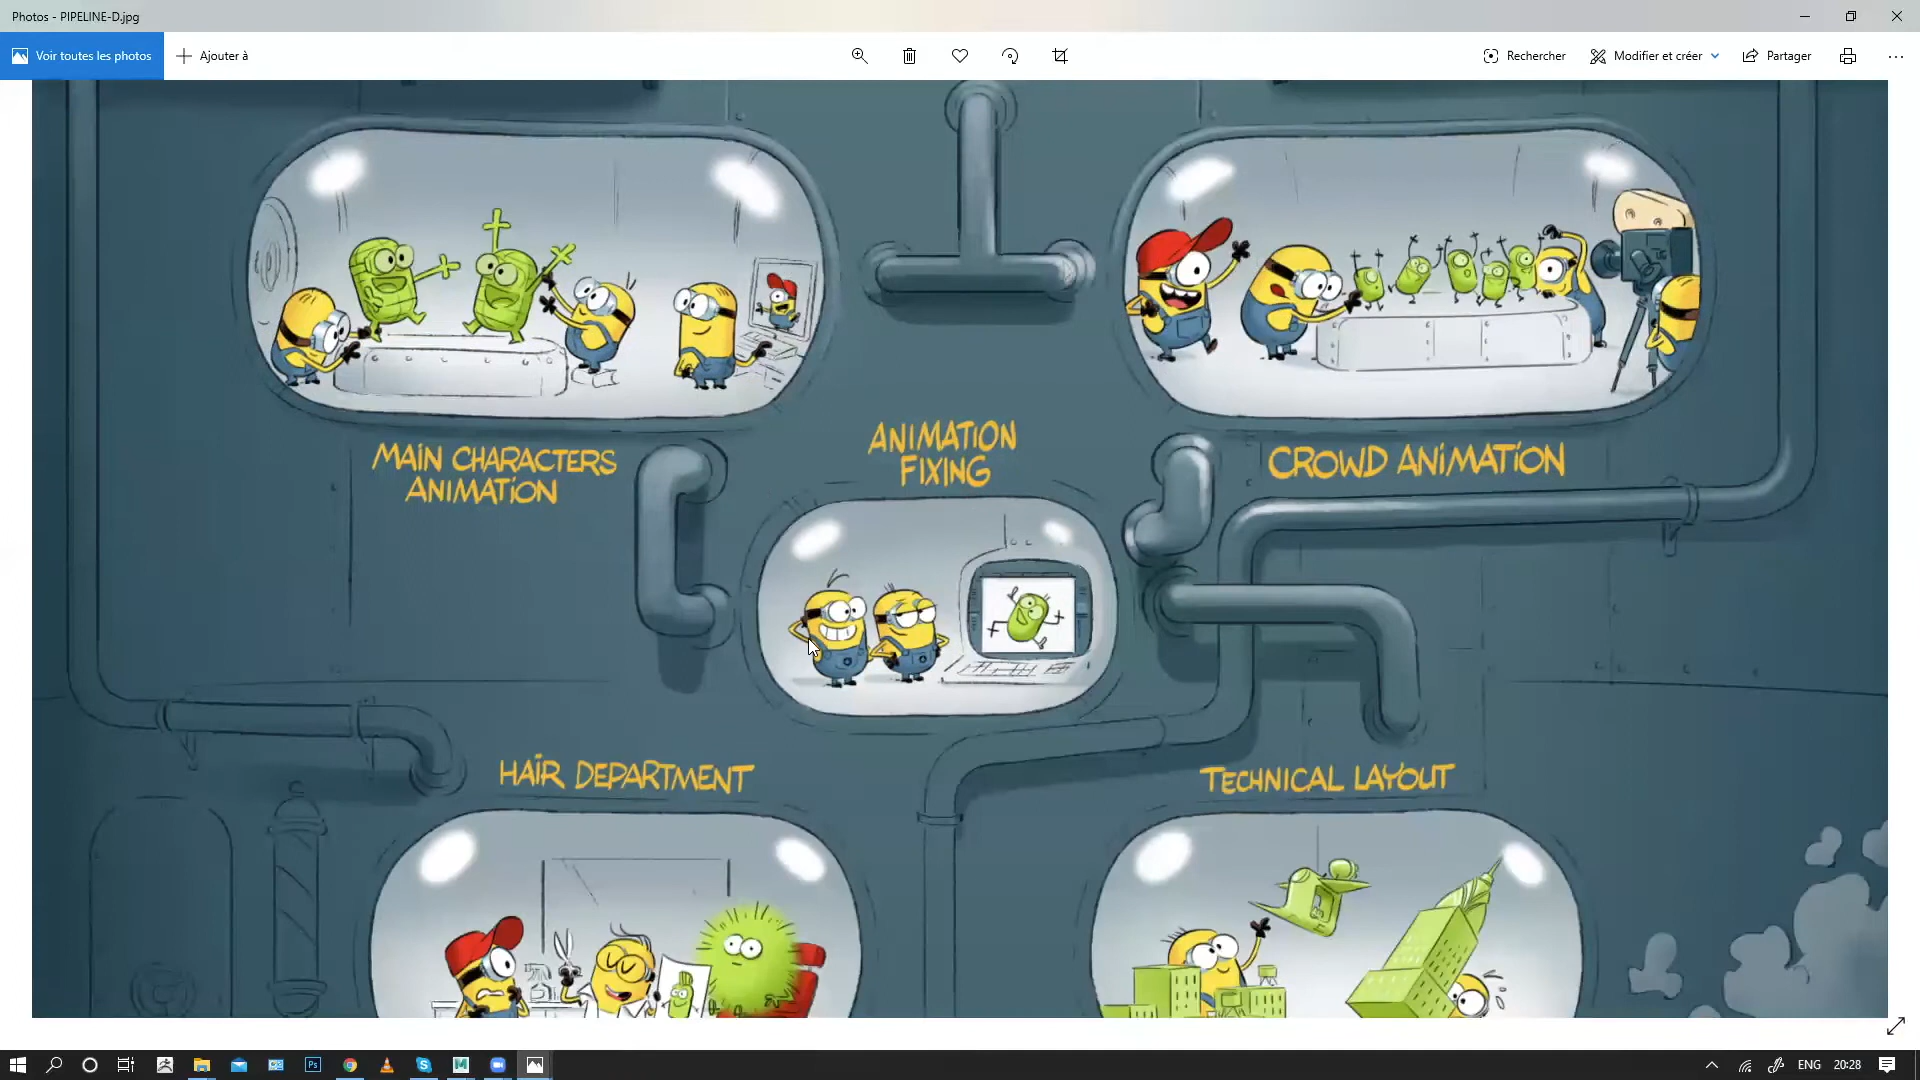 Photos - PIPELINE-D.jpg
Voir toutes les photos
Ajouter à
Rechercher
Modifier et créer
Partager
MAIN CHARACTERS
ANIMATION
ANIMATION
FIXING
CROWD ANIMATION
HAIR DEPARTMENT
TECHNICAL LAYOUT
Ps
S
M
ENG
20:28